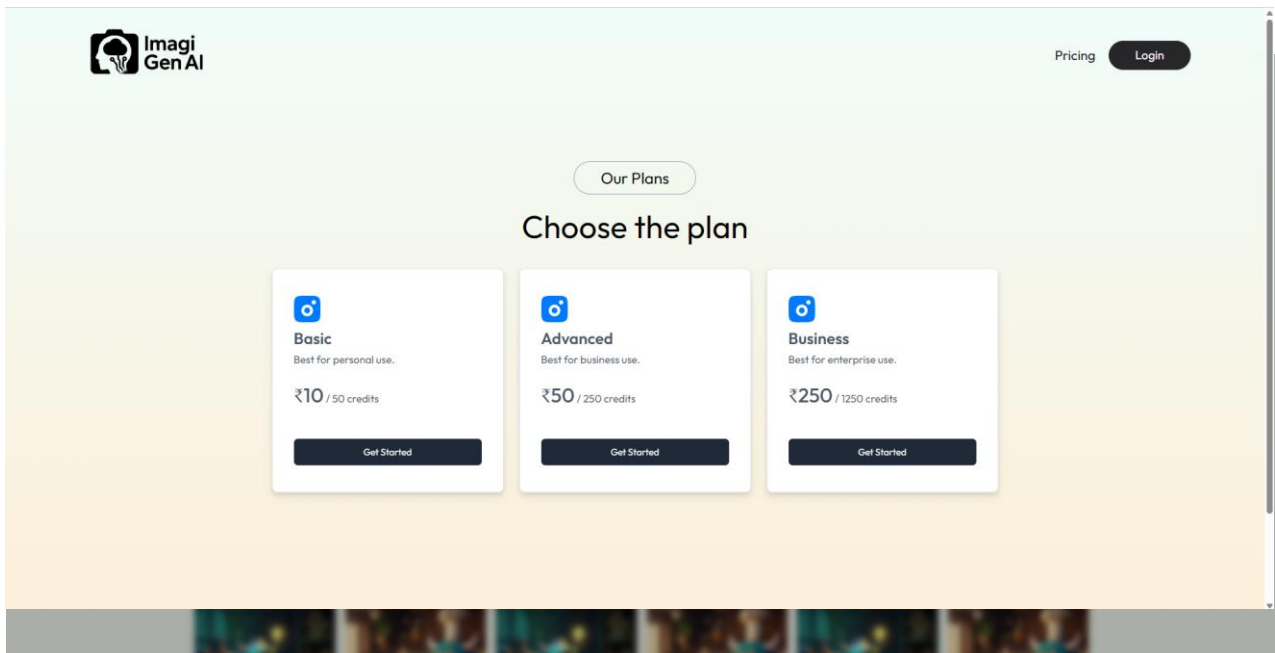 Imagi
Gen AI
Pricing
Login
Our Plans
Choose the plan
Basic
Best for personal use.
₹10 / 50 credits
Get Started
Advanced
Best for business use.
₹50 / 250 credits
Get Started
Business
Best for enterprise use.
₹250 / 1250 credits
Get Started